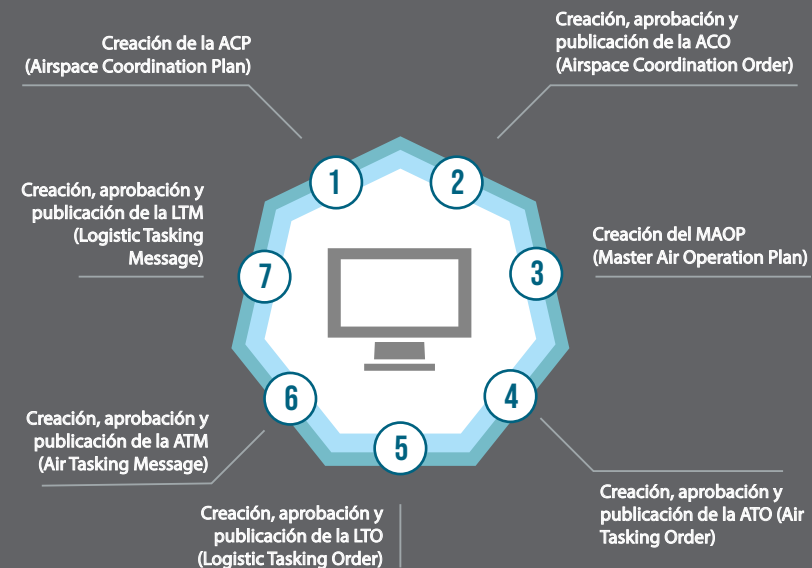 Creación de la ACP
(Airspace Coordination Plan)
Creación, aprobación y
publicación de la ACO
(Airspace Coordination Order)
1
2
Creación, aprobación y
publicación de la LTM
(Logistic Tasking
Message)
7
3
Creación del MAOP
(Master Air Operation Plan)
6
4
Creación, aprobación y
publicación de la ATM
(Air Tasking Message)
5
Creación, aprobación y
publicación de la ATO (Air
Tasking Order)
Creación, aprobación y
publicación de la LTO
(Logistic Tasking Order)